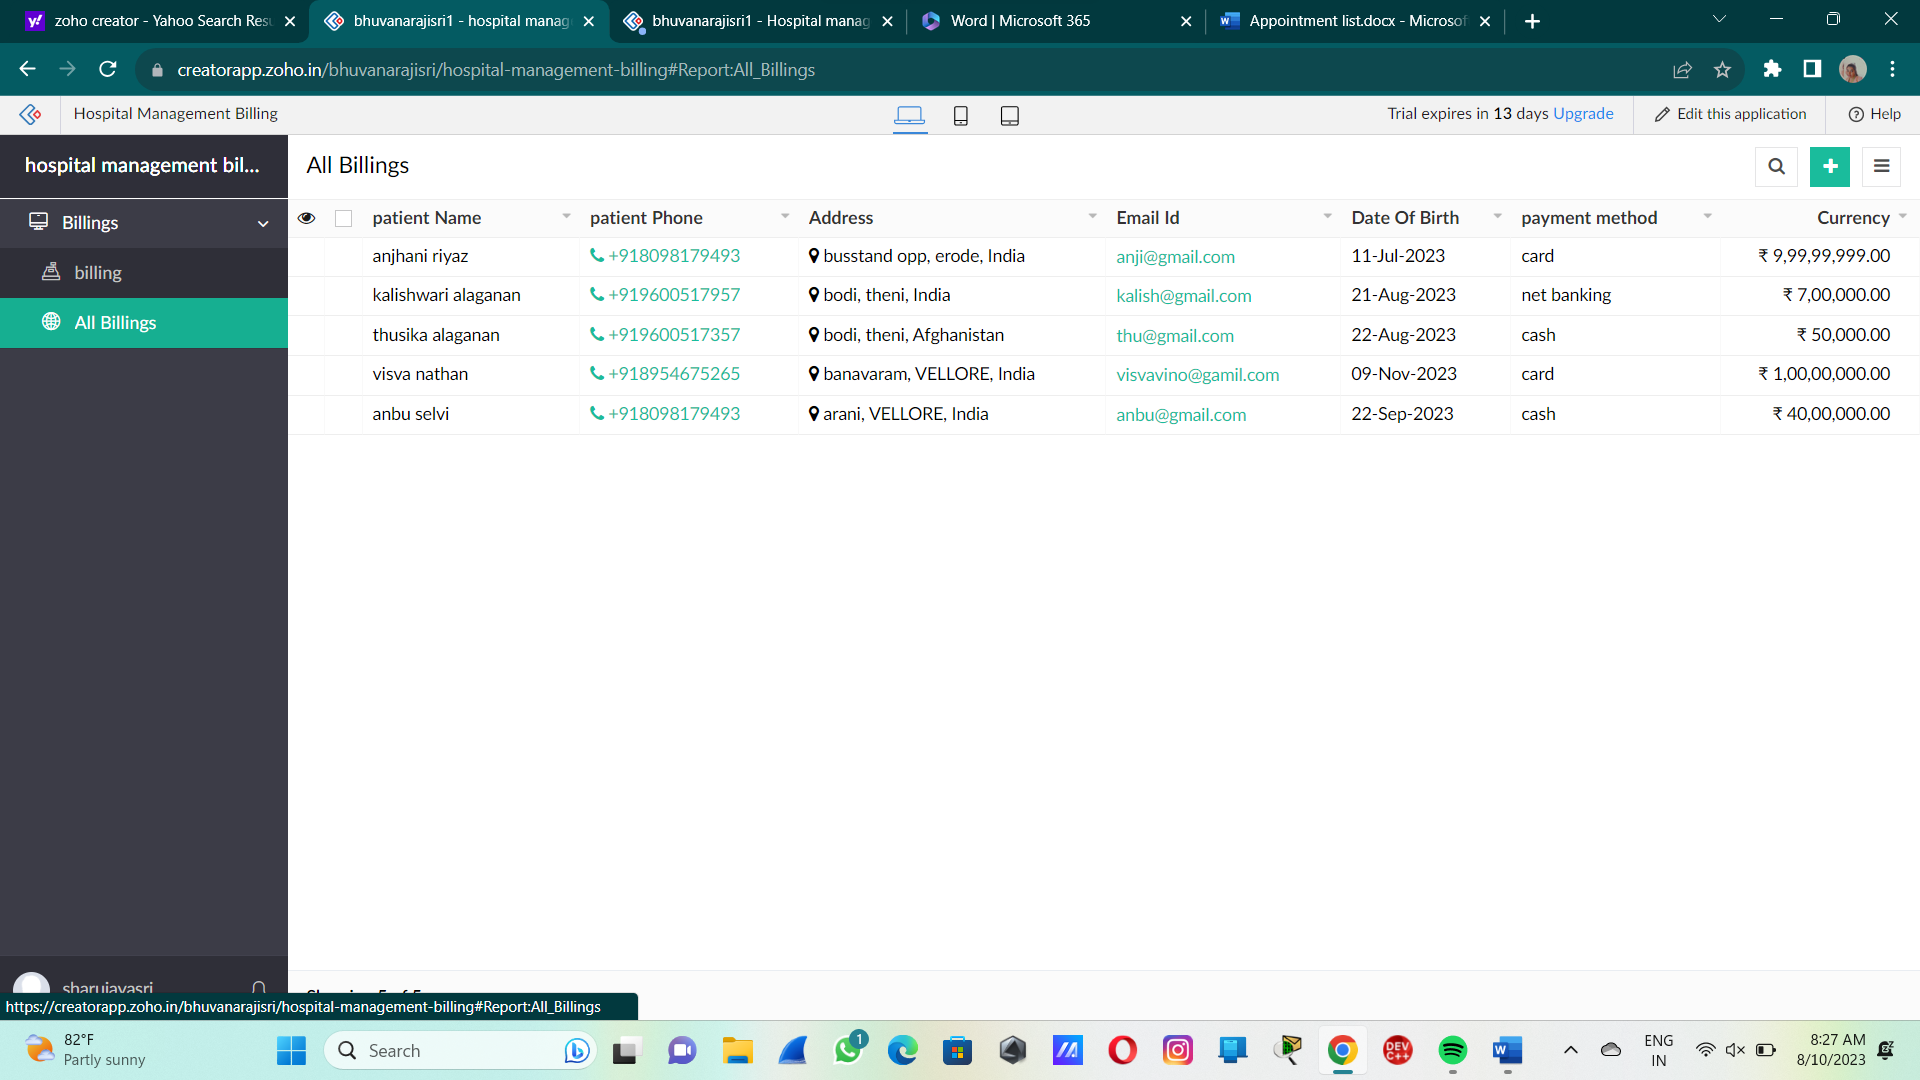 zoho creator - Yahoo Search Resu
bhuvanarajisri1 - hospital manag
bhuvanarajisri1 - Hospital manag
Word | Microsoft 365
Appointment list.docx - Microsof
creatorapp.zoho.in/bhuvanarajisri/hospital-management-billing#Report:All_Billings
Hospital Management Billing
Trial expires in 13 days Upgrade
Edit this application
Help
hospital management bil...
All Billings
Billings
billing
All Billings
patient Name patient Phone Address Email Id Date Of Birth payment method Currency
anjhani riyaz +918098179493 busstand opp, erode, India anji@gmail.com 11-Jul-2023 card ₹ 9,99,99,999.00
kalishwari alaganan +919600517957 bodi, theni, India kalish@gmail.com 21-Aug-2023 net banking ₹ 7,00,000.00
thusika alaganan +919600517357 bodi, theni, Afghanistan thu@gmail.com 22-Aug-2023 cash ₹ 50,000.00
visva nathan +918954675265 banavaram, VELLORE, India visvavino@gamil.com 09-Nov-2023 card ₹ 1,00,00,000.00
anbu selvi +918098179493 arani, VELLORE, India anbu@gmail.com 22-Sep-2023 cash ₹ 40,00,000.00
sharujayasri
Showing 5 of 5
https://creatorapp.zoho.in/bhuvanarajisri/hospital-management-billing#Report:All_Billings
82°F
Partly sunny
Search
1
DEV
C++
ENG
IN
8:27 AM
8/10/2023